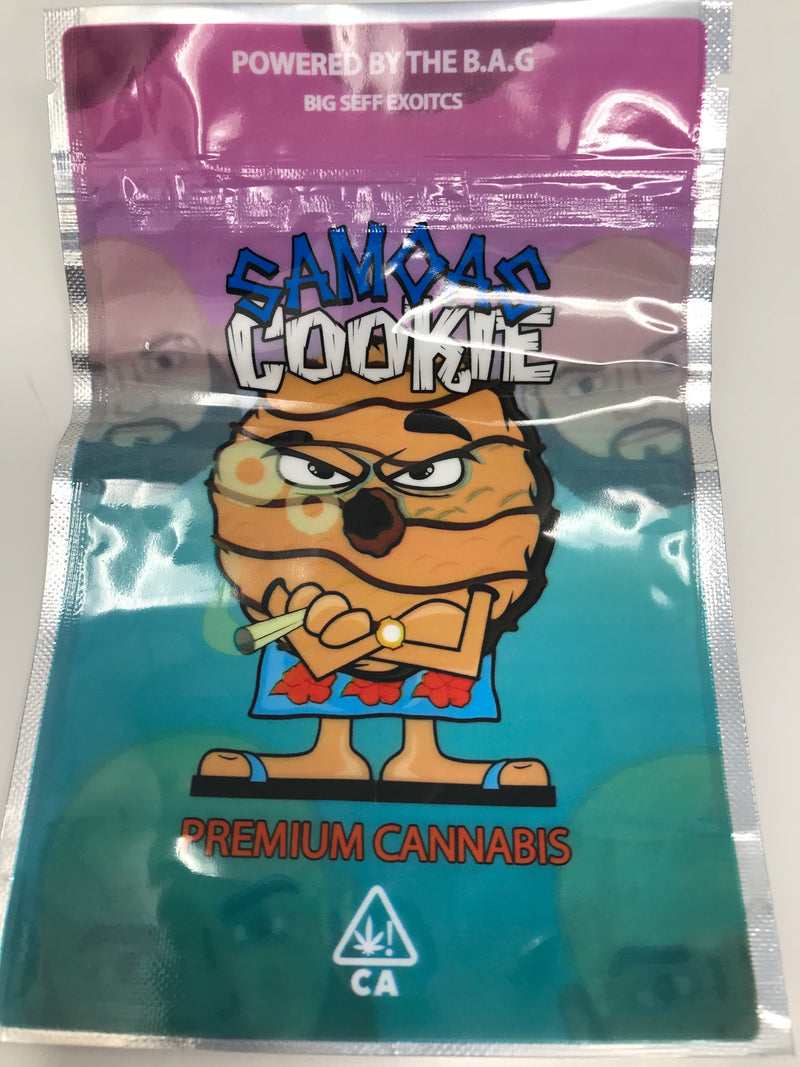 POWERED BY THE B.A.G
BIG SEFF EXOITCS
SAMOAS
COOKIE
PREMIUM CANNABIS
!
CA